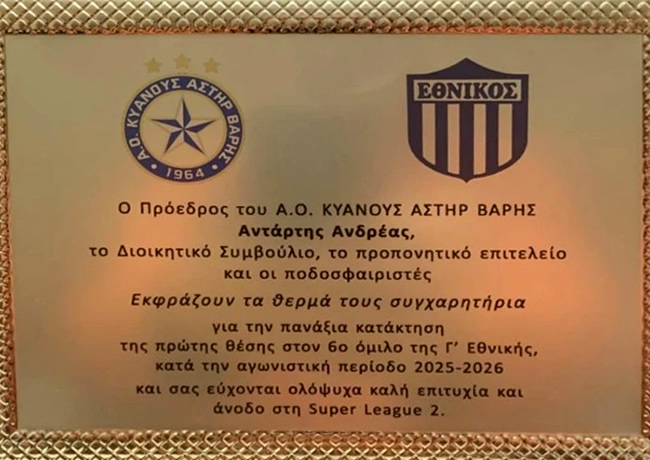 Α.Ο. ΚΥΑΝΟΥΣ ΑΣΤΗΡ ΒΑΡΗΣ
1964
ΕΘΝΙΚΟΣ
Ο Πρόεδρος του Α.Ο. ΚΥΑΝΟΥΣ ΑΣΤΗΡ ΒΑΡΗΣ
Αντάρτης Ανδρέας,
το Διοικητικό Συμβούλιο, το προπονητικό επιτελείο
και οι ποδοσφαιριστές
Εκφράζουν τα θερμά τους συγχαρητήρια
για την πανάξια κατάκτηση
της πρώτης θέσης στον 6ο όμιλο της Γ’ Εθνικής,
κατά την αγωνιστική περίοδο 2025-2026
και σας εύχονται ολόψυχα καλή επιτυχία και
άνοδο στη Super League 2.